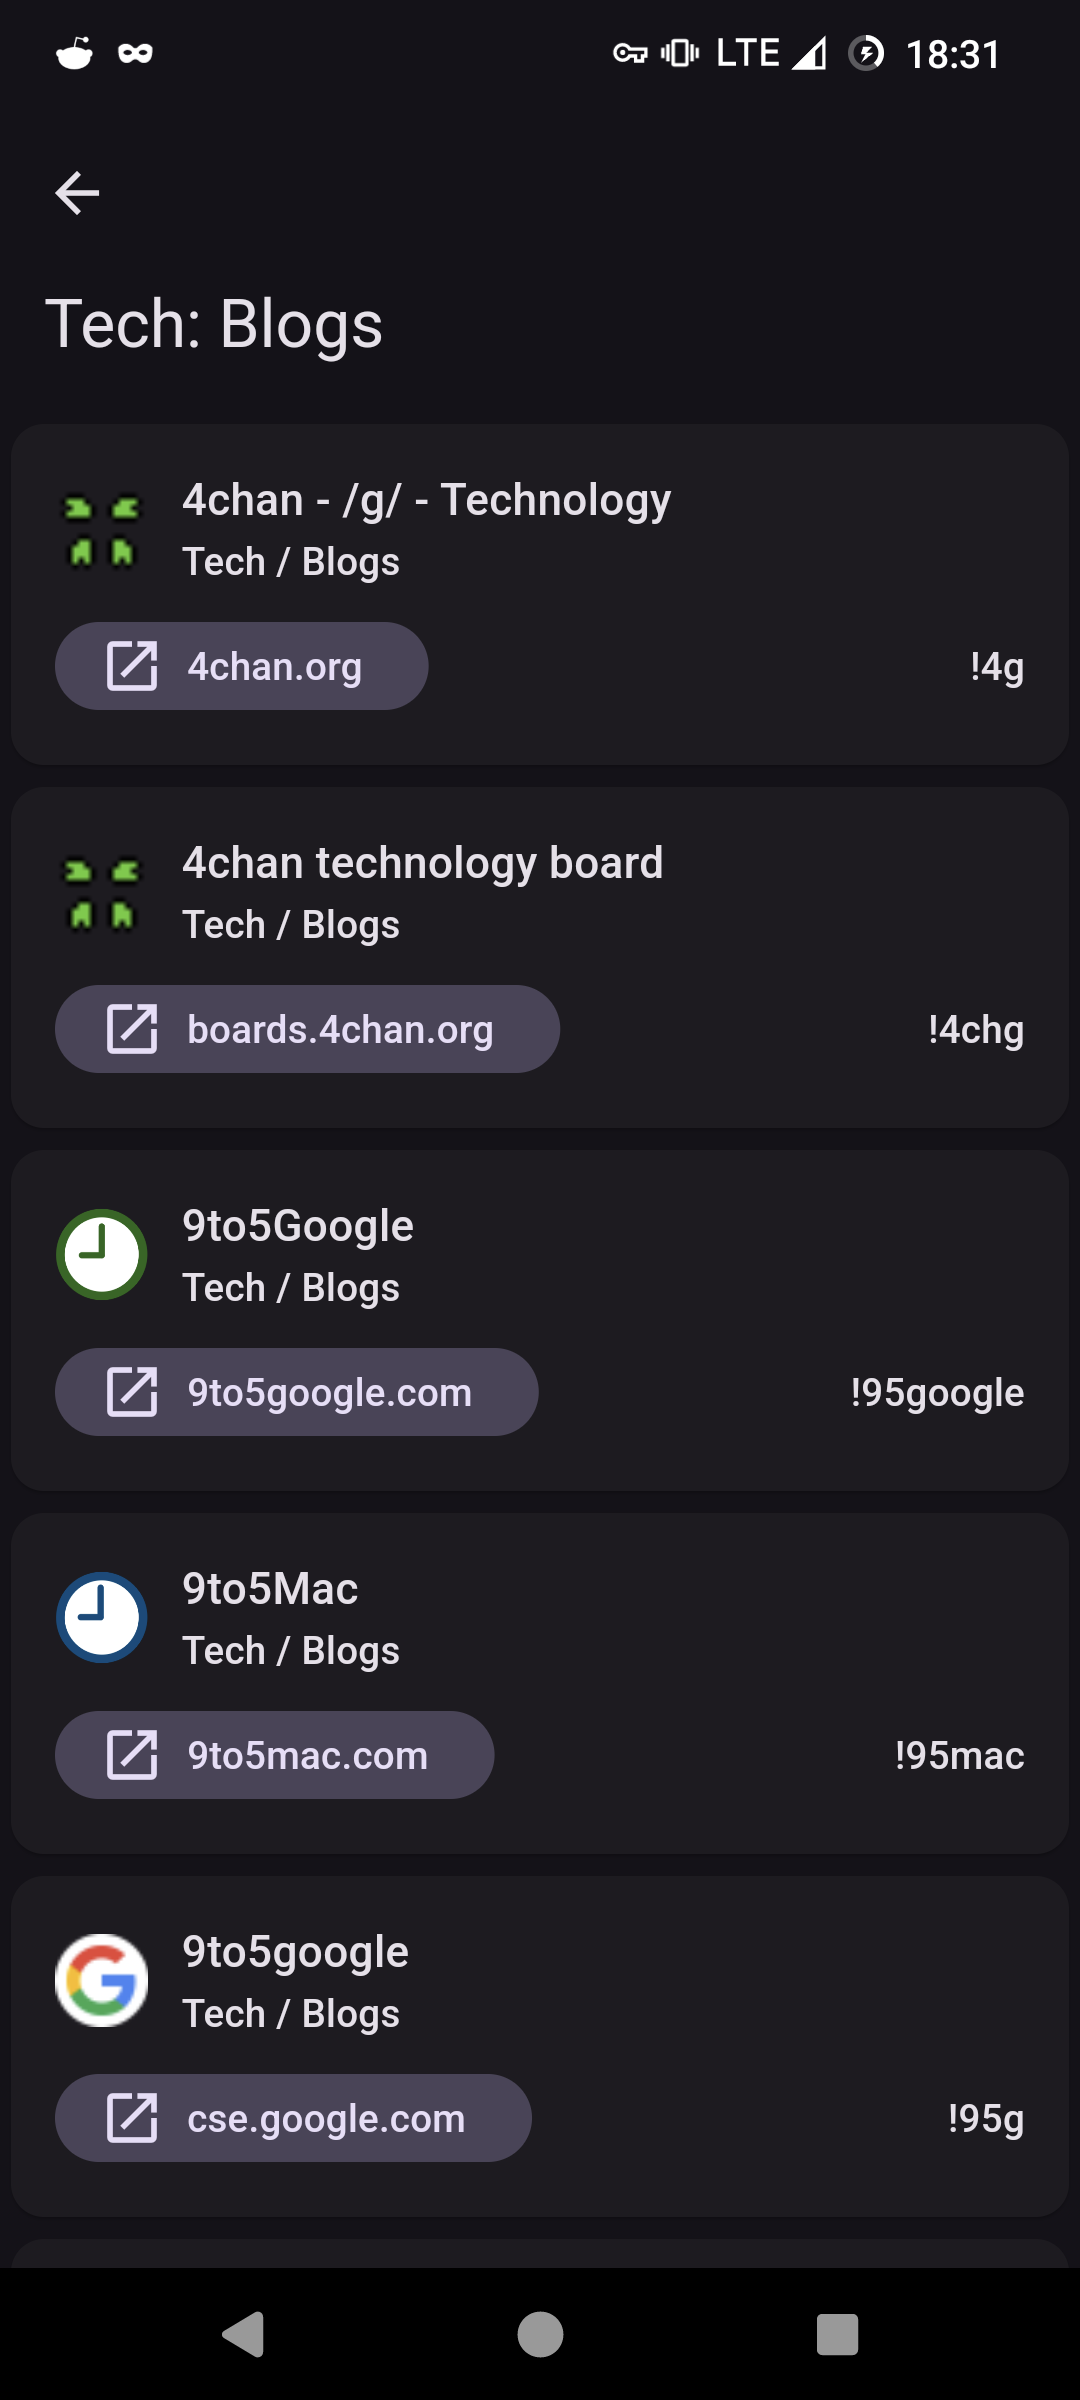 LTE 18:31
Tech: Blogs
4chan - /g/ - Technology
Tech / Blogs
4chan.org !4g
4chan technology board
Tech / Blogs
boards.4chan.org !4chg
9to5Google
Tech / Blogs
9to5google.com !95google
9to5Mac
Tech / Blogs
9to5mac.com !95mac
9to5google
Tech / Blogs
cse.google.com !95g